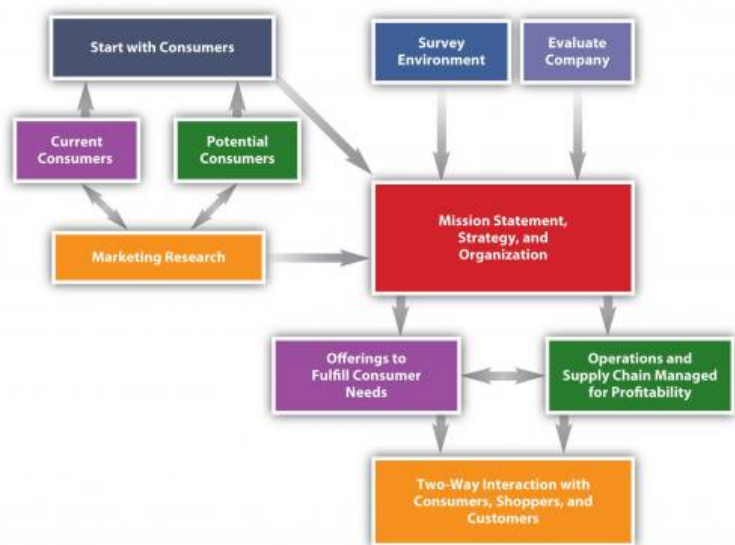 Start with Consumers
Survey
Environment
Evaluate
Company
Current
Consumers
Potential
Consumers
Marketing Research
Mission Statement,
Strategy, and
Organization
Offerings to
Fulfill Consumer
Needs
Operations and
Supply Chain Managed
for Profitability
Two-Way Interaction with
Consumers, Shoppers, and
Customers